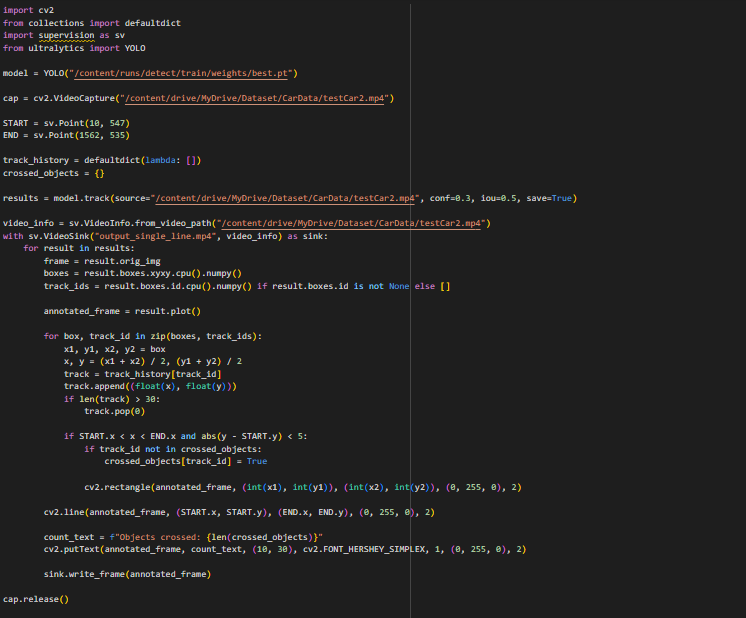 import cv2
from collections import defaultdict
import supervision as sv
from ultralytics import YOLO

model = YOLO("/content/runs/detect/train/weights/best.pt")

cap = cv2.VideoCapture("/content/drive/MyDrive/Dataset/CarData/testCar2.mp4")

START = sv.Point(10, 547)
END = sv.Point(1562, 535)

track_history = defaultdict(lambda: [])
crossed_objects = {}

results = model.track(source="/content/drive/MyDrive/Dataset/CarData/testCar2.mp4", conf=0.3, iou=0.5, save=True)

video_info = sv.VideoInfo.from_video_path("/content/drive/MyDrive/Dataset/CarData/testCar2.mp4")
with sv.VideoSink("output_single_line.mp4", video_info) as sink:
    for result in results:
        frame = result.orig_img
        boxes = result.boxes.xyxy.cpu().numpy()
        track_ids = result.boxes.id.cpu().numpy() if result.boxes.id is not None else []

        annotated_frame = result.plot()

        for box, track_id in zip(boxes, track_ids):
            x1, y1, x2, y2 = box
            x, y = (x1 + x2) / 2, (y1 + y2) / 2
            track = track_history[track_id]
            track.append((float(x), float(y)))
            if len(track) > 30:
                track.pop(0)

            if START.x < x < END.x and abs(y - START.y) < 5:
                if track_id not in crossed_objects:
                    crossed_objects[track_id] = True

                cv2.rectangle(annotated_frame, (int(x1), int(y1)), (int(x2), int(y2)), (0, 255, 0), 2)

        cv2.line(annotated_frame, (START.x, START.y), (END.x, END.y), (0, 255, 0), 2)

        count_text = f"Objects crossed: {len(crossed_objects)}"
        cv2.putText(annotated_frame, count_text, (10, 30), cv2.FONT_HERSHEY_SIMPLEX, 1, (0, 255, 0), 2)

        sink.write_frame(annotated_frame)

cap.release()